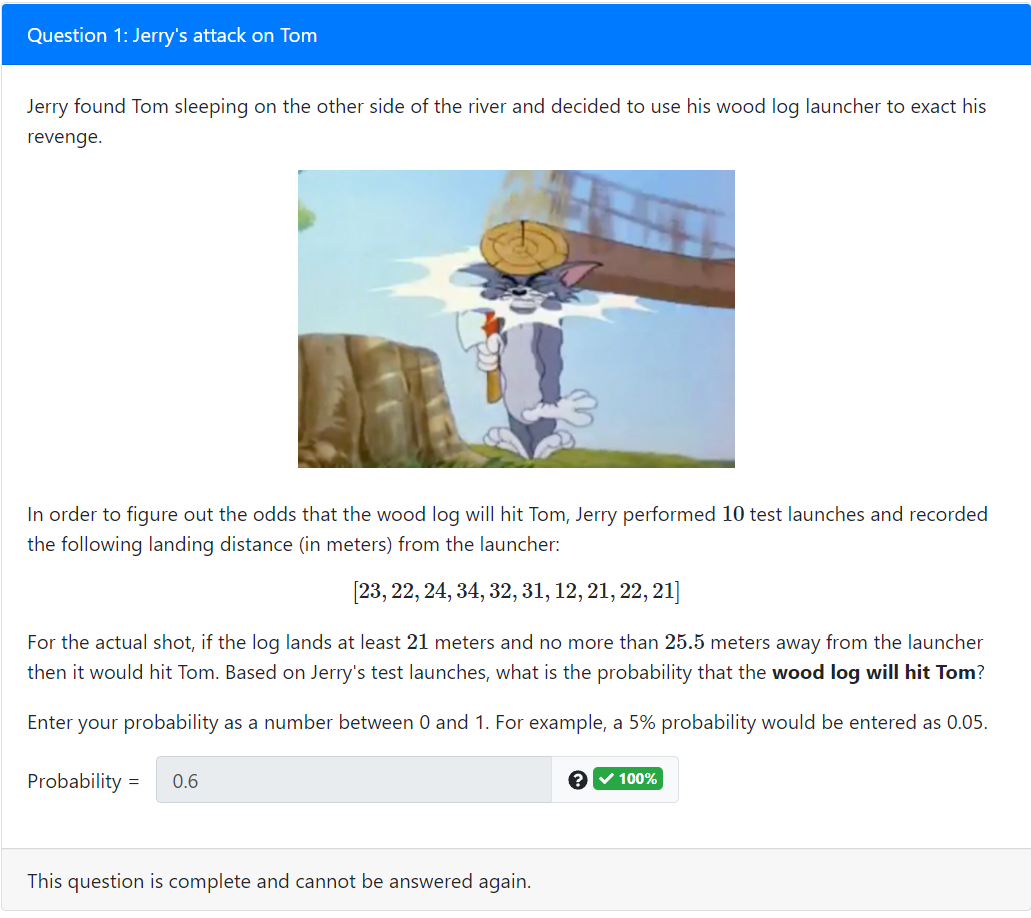 Question 1: Jerry's attack on Tom
Jerry found Tom sleeping on the other side of the river and decided to use his wood log launcher to exact his
revenge.
In order to figure out the odds that the wood log will hit Tom, Jerry performed 10 test launches and recorded
the following landing distance (in meters) from the launcher:
[23, 22, 24, 34, 32, 31, 12, 21, 22, 21]
For the actual shot, if the log lands at least 21 meters and no more than 25.5 meters away from the launcher
then it would hit Tom. Based on Jerry's test launches, what is the probability that the wood log will hit Tom?
Enter your probability as a number between 0 and 1. For example, a 5% probability would be entered as 0.05.
Probability = 0.6 ? ✓ 100%
This question is complete and cannot be answered again.